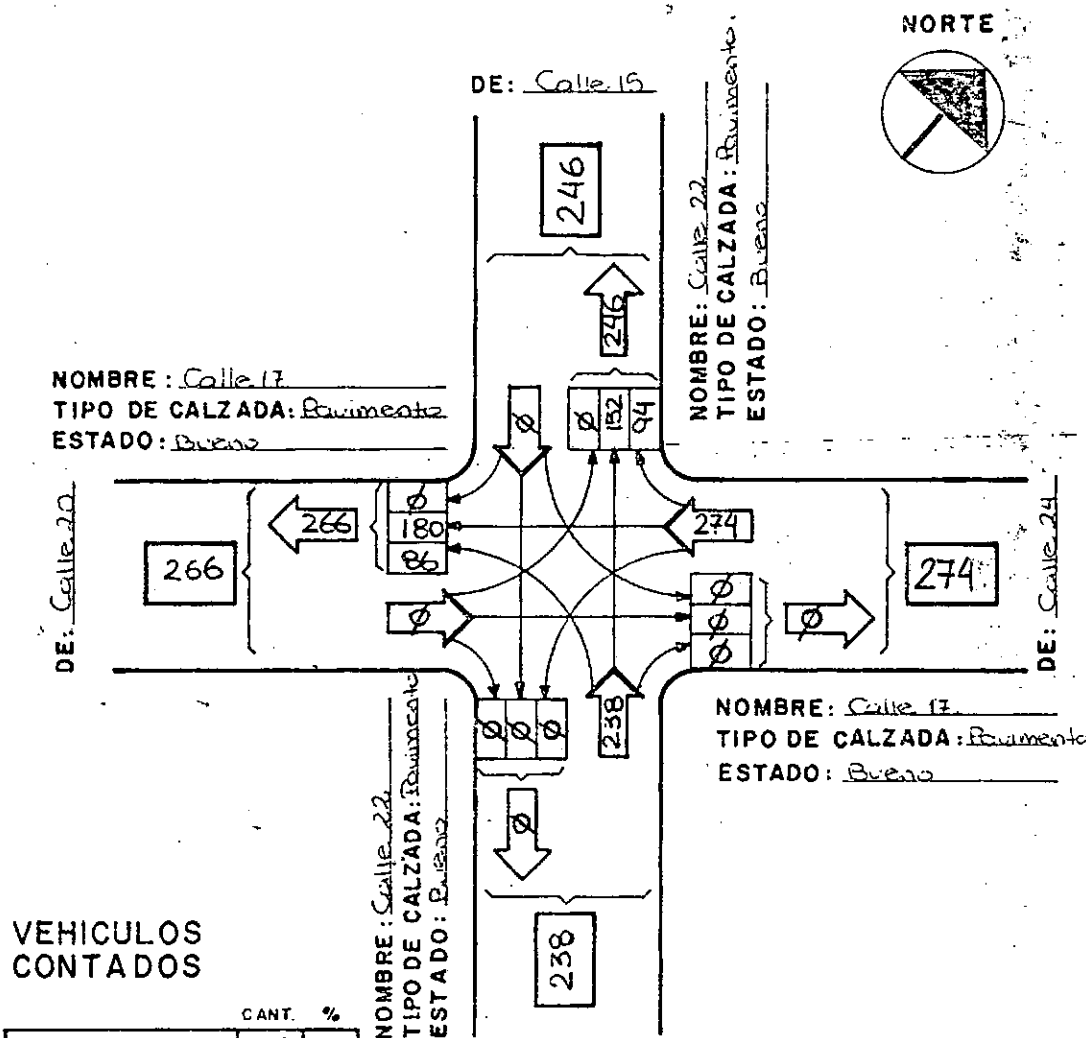 NORTE
DE: Calle 15
246
NOMBRE: Calle 22
TIPO DE CALZADA: Pavimento.
ESTADO: Bueno
246
NOMBRE: Calle 17
TIPO DE CALZADA: Pavimento
ESTADO: Bueno
Ø
Ø 152 94
DE: Calle 20
266
266
Ø
180
86
274
274
DE: Calle 24
Ø
Ø
Ø
Ø
Ø
Ø Ø Ø
238
NOMBRE: Calle 17
TIPO DE CALZADA: Pavimento
ESTADO: Bueno
Ø
NOMBRE: Calle 22
TIPO DE CALZADA: Pavimento
ESTADO: Bueno
238
VEHICULOS
CONTADOS
CANT. %